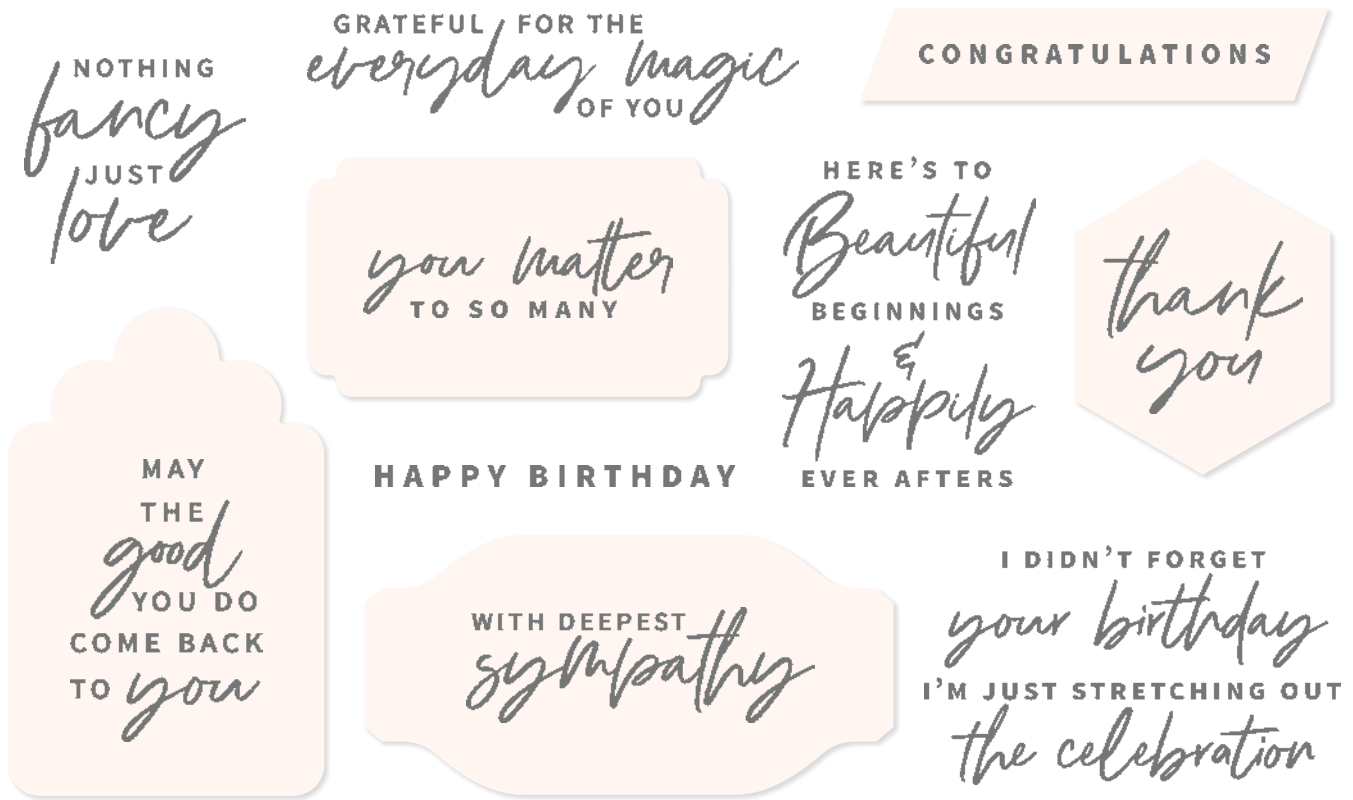 NOTHING
fancy
JUST
love
GRATEFUL FOR THE
everyday magic
OF YOU
CONGRATULATIONS
you matter
TO SO MANY
HERE'S TO
Beautiful
BEGINNINGS
&
Happily
EVER AFTERS
thank
you
MAY
THE
good
YOU DO
COME BACK
TO you
HAPPY BIRTHDAY
WITH DEEPEST
sympathy
I DIDN'T FORGET
your birthday
I'M JUST STRETCHING OUT
the celebration